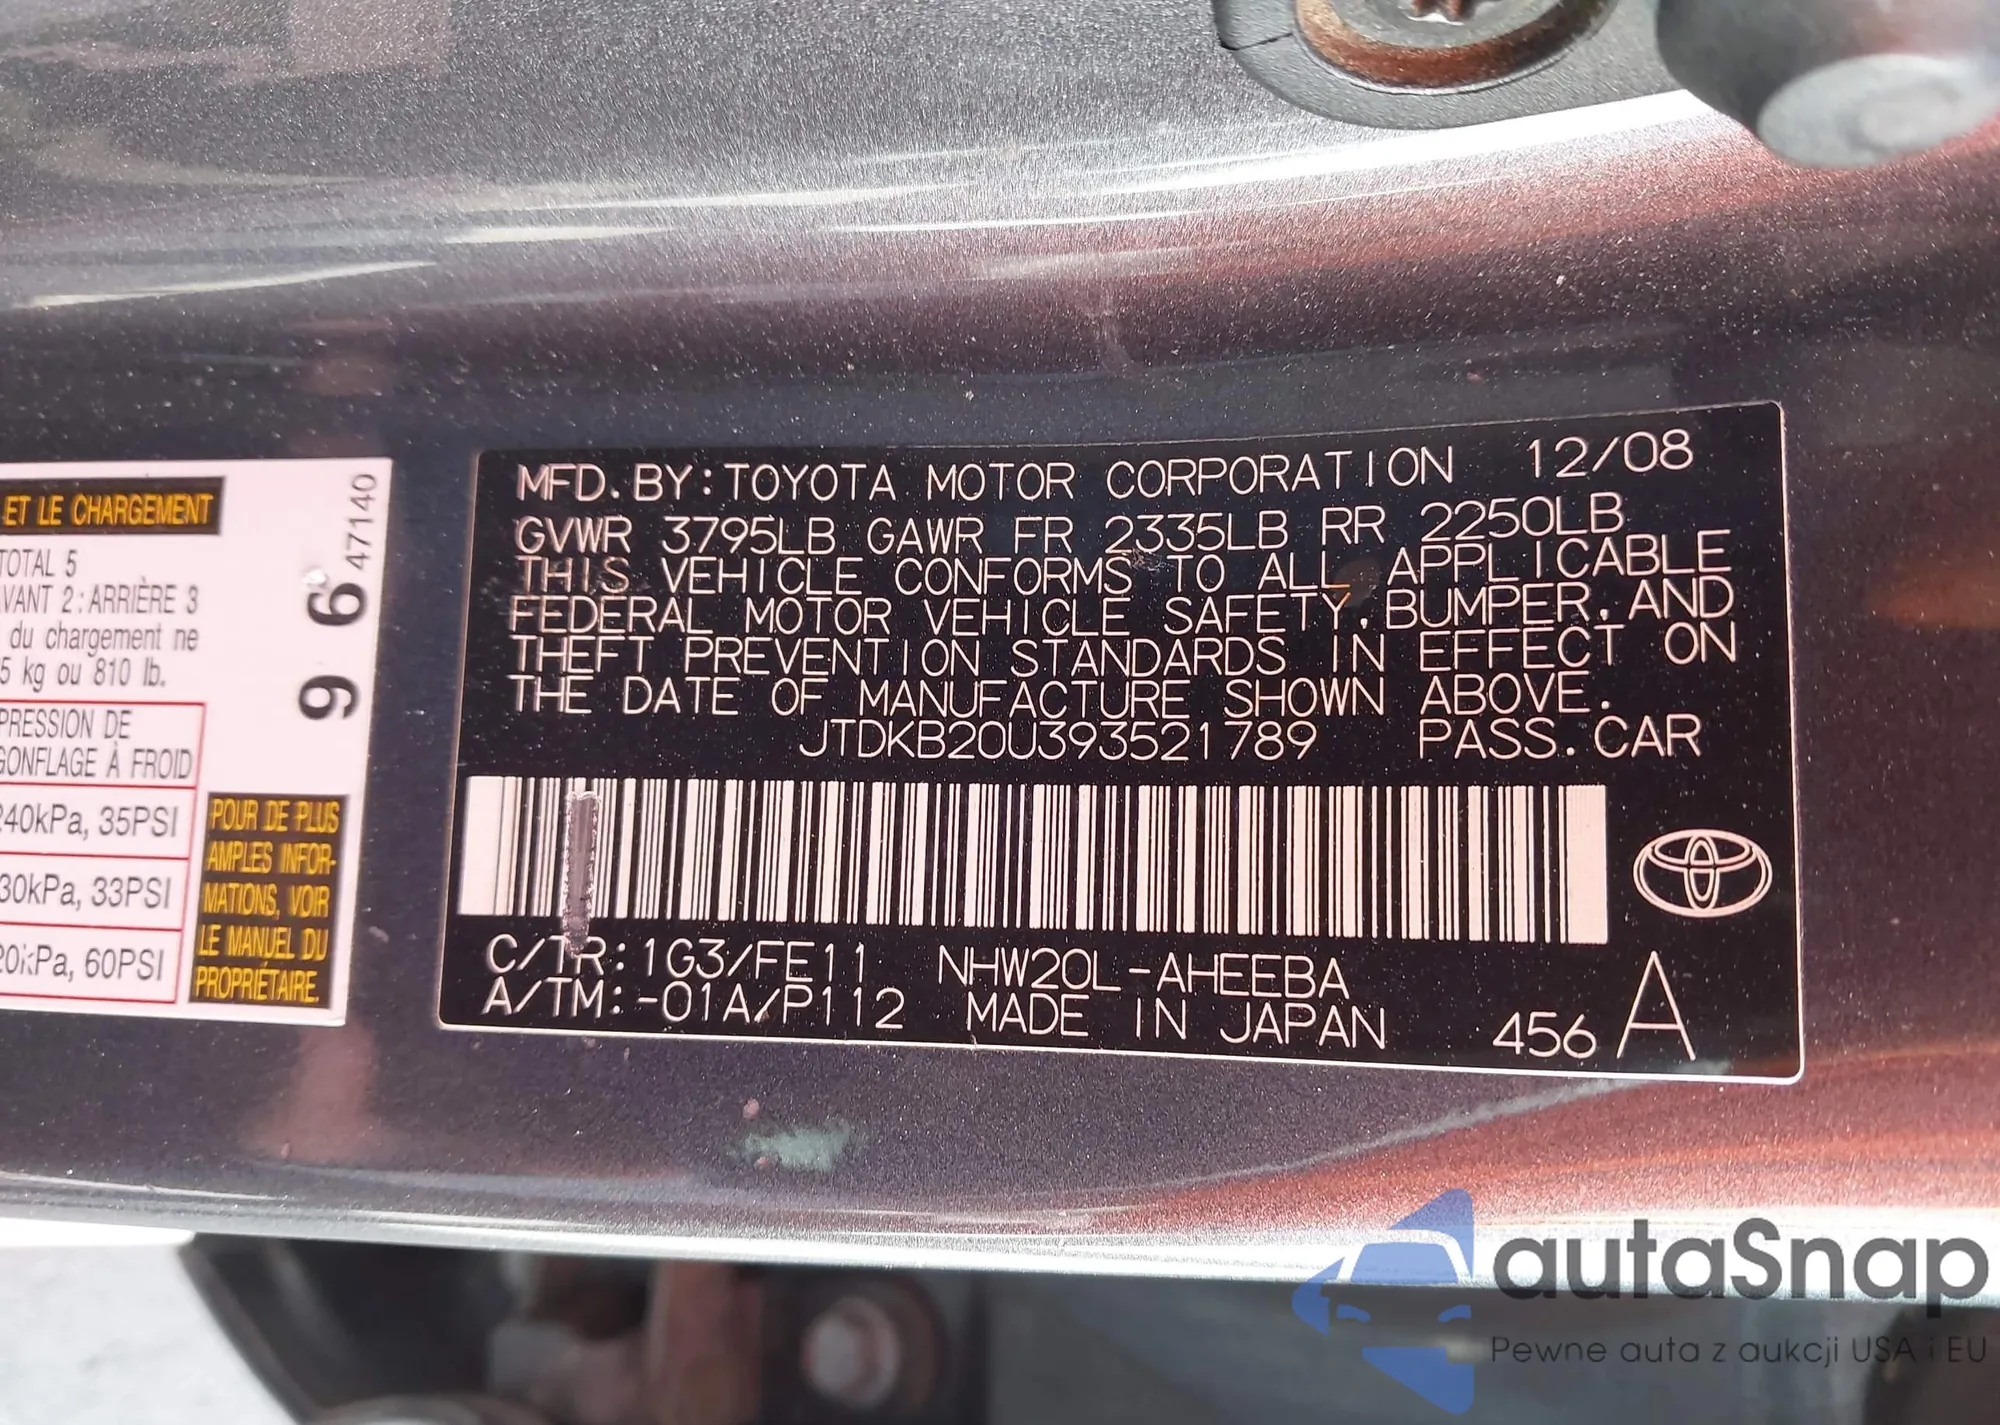 ET LE CHARGEMENT
TOTAL 5
AVANT 2 : ARRIÈRE 3
du chargement ne
5 kg ou 810 lb.
PRESSION DE
GONFLAGE À FROID
240kPa, 35PSI
30kPa, 33PSI
20kPa, 60PSI
47140
9 6
POUR DE PLUS
AMPLES INFOR-
MATIONS, VOIR
LE MANUEL DU
PROPRIÉTAIRE.
MFD. BY: TOYOTA MOTOR CORPORATION 12/08
GVWR 3795LB GAWR FR 2335LB RR 2250LB
THIS VEHICLE CONFORMS TO ALL APPLICABLE
FEDERAL MOTOR VEHICLE SAFETY, BUMPER, AND
THEFT PREVENTION STANDARDS IN EFFECT ON
THE DATE OF MANUFACTURE SHOWN ABOVE.
JTDKB20U393521789 PASS. CAR
C/TR: 1G3/FE11 NHW20L-AHEEBA
A/TM: -01A/P112 MADE IN JAPAN 456 A
autaSnap
Pewne auta z aukcji USA i EU